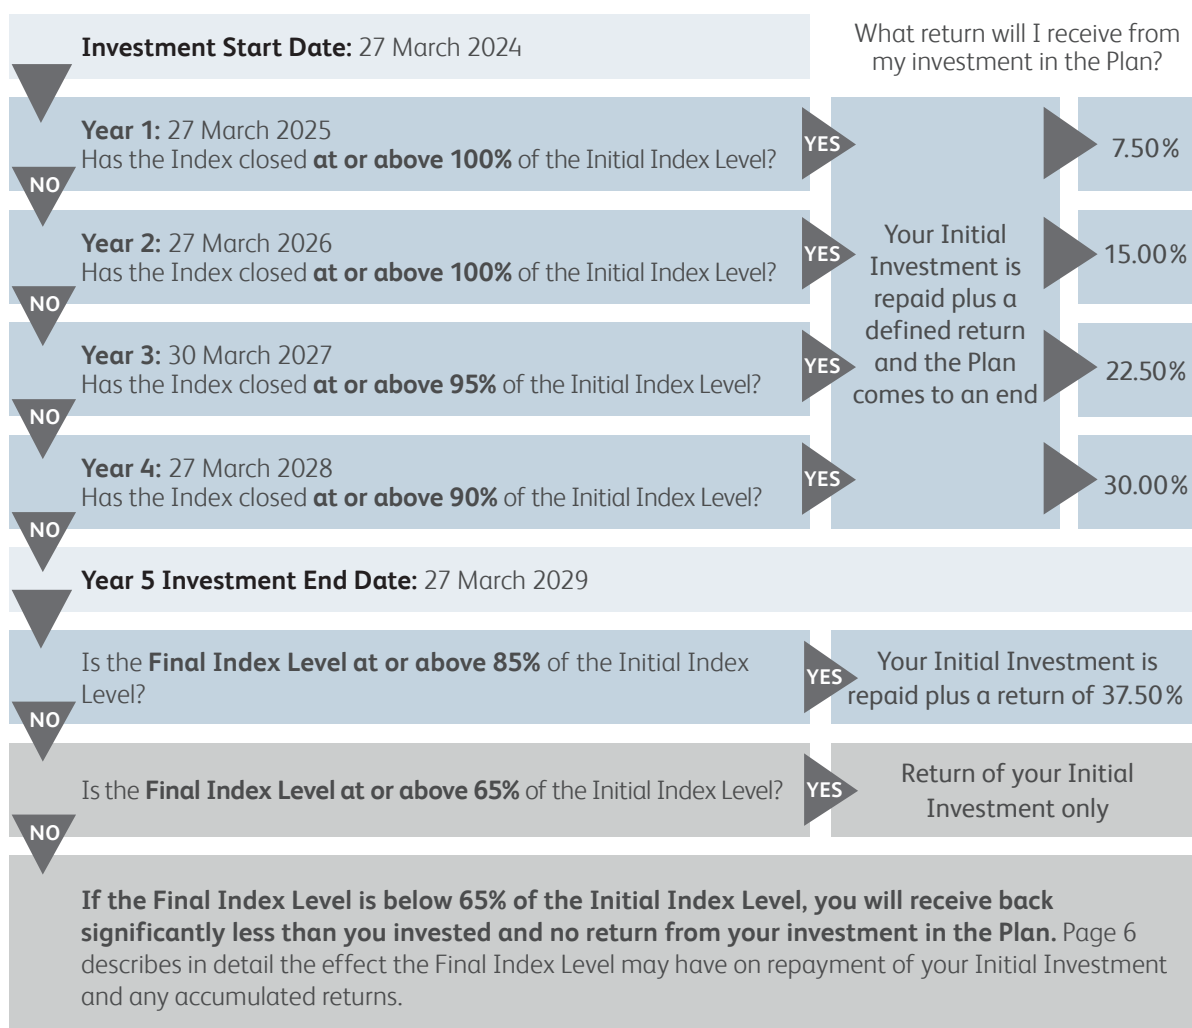 Investment Start Date: 27 March 2024
What return will I receive from
my investment in the Plan?
Year 1: 27 March 2025
Has the Index closed at or above 100% of the Initial Index Level?
YES
7.50%
NO
Year 2: 27 March 2026
Has the Index closed at or above 100% of the Initial Index Level?
YES
15.00%
NO
Year 3: 30 March 2027
Has the Index closed at or above 95% of the Initial Index Level?
YES
22.50%
NO
Year 4: 27 March 2028
Has the Index closed at or above 90% of the Initial Index Level?
YES
30.00%
NO
Your Initial
Investment is
repaid plus a
defined return
and the Plan
comes to an end
Year 5 Investment End Date: 27 March 2029
Is the Final Index Level at or above 85% of the Initial Index
Level?
YES
Your Initial Investment is
repaid plus a return of 37.50%
NO
Is the Final Index Level at or above 65% of the Initial Index Level?
YES
Return of your Initial
Investment only
NO
If the Final Index Level is below 65% of the Initial Index Level, you will receive back
significantly less than you invested and no return from your investment in the Plan. Page 6
describes in detail the effect the Final Index Level may have on repayment of your Initial Investment
and any accumulated returns.